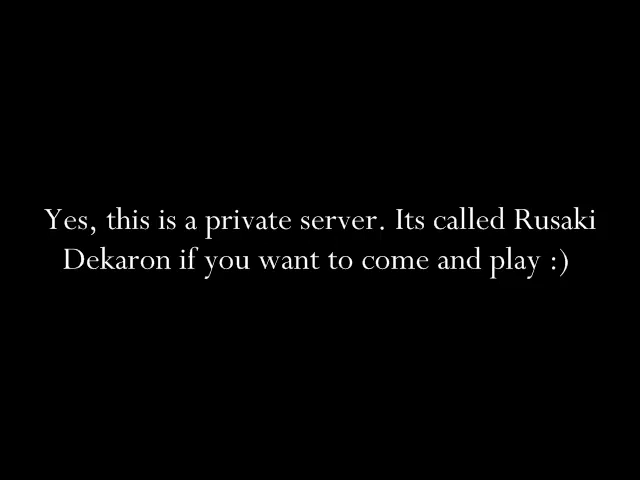 Yes, this is a private server. Its called Rusaki
Dekaron if you want to come and play :)